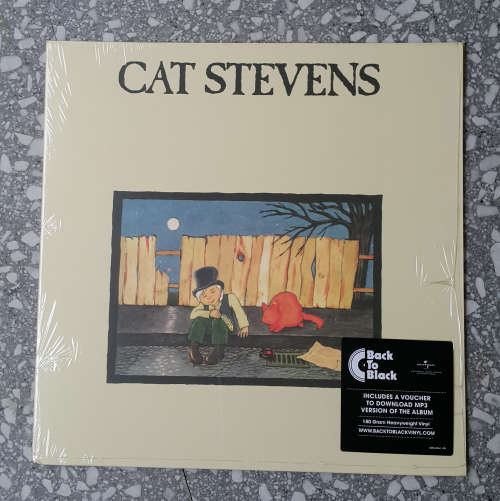 CAT STEVENS
Back
To
Black
INCLUDES A VOUCHER
TO DOWNLOAD MP3
VERSION OF THE ALBUM
180 Gram Heavyweight Vinyl
WWW.BACKTOBLACKVINYL.COM